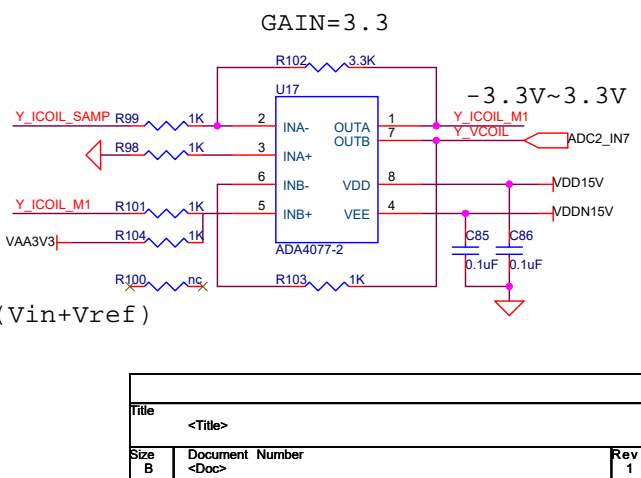 GAIN=3.3
R102 3.3K
U17
-3.3V~3.3V
Y_ICOIL_SAMP R99 1K 2 INA- OUTA 1 Y_ICOIL_M1
OUTB 7 Y_VCOIL ADC2_IN7
R98 1K 3 INA+
6 INB- VDD 8 VDD15V
Y_ICOIL_M1 R101 1K 5 INB+ VEE 4 VDDN15V
VAA3V3 R104 1K
ADA4077-2
C85 C86
0.1uF 0.1uF
R100 nc R103 1K
(Vin+Vref)
Title
<Title>
Size Document Number Rev
B <Doc> 1